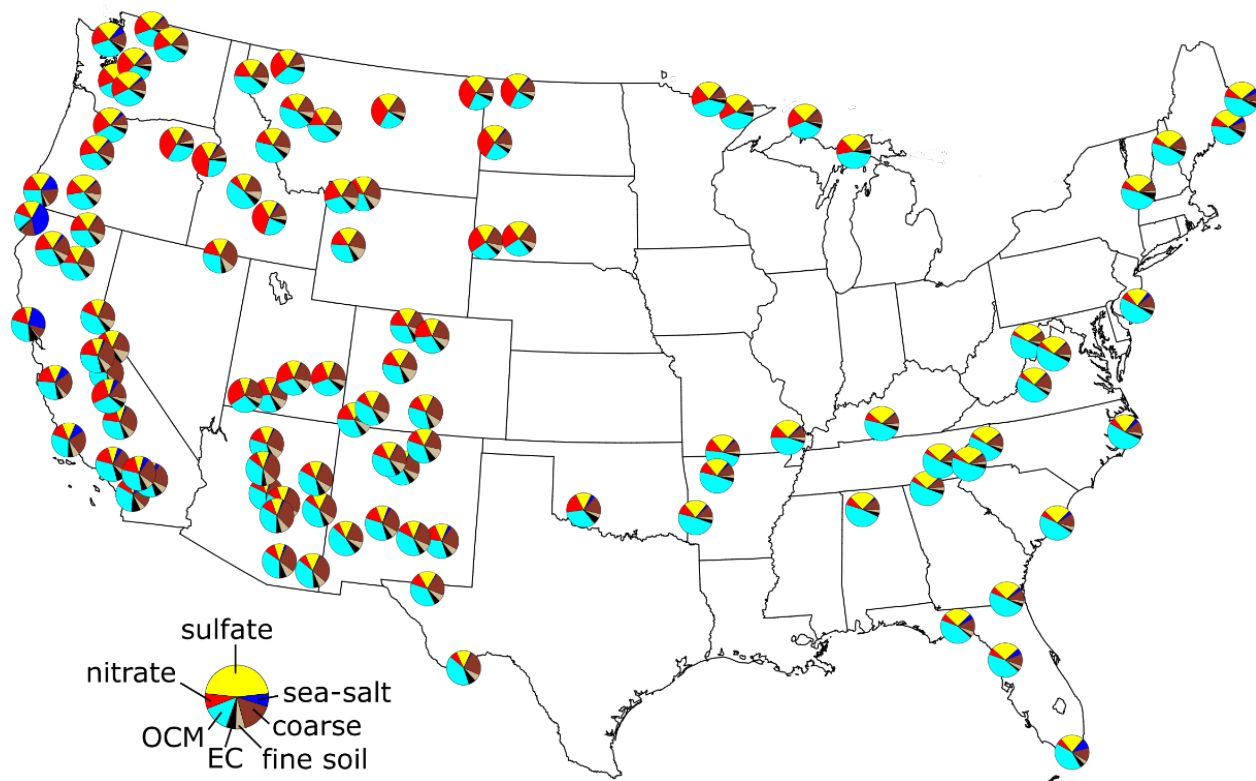 sulfate
nitrate
sea-salt
OCM
coarse
EC
fine soil